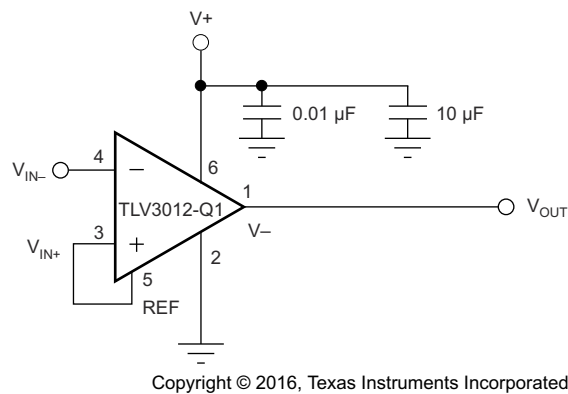 V+
0.01 µF
10 µF
VIN–
4
–
6
TLV3012-Q1
1
VOUT
V–
VIN+
3
+
5
2
REF
Copyright © 2016, Texas Instruments Incorporated